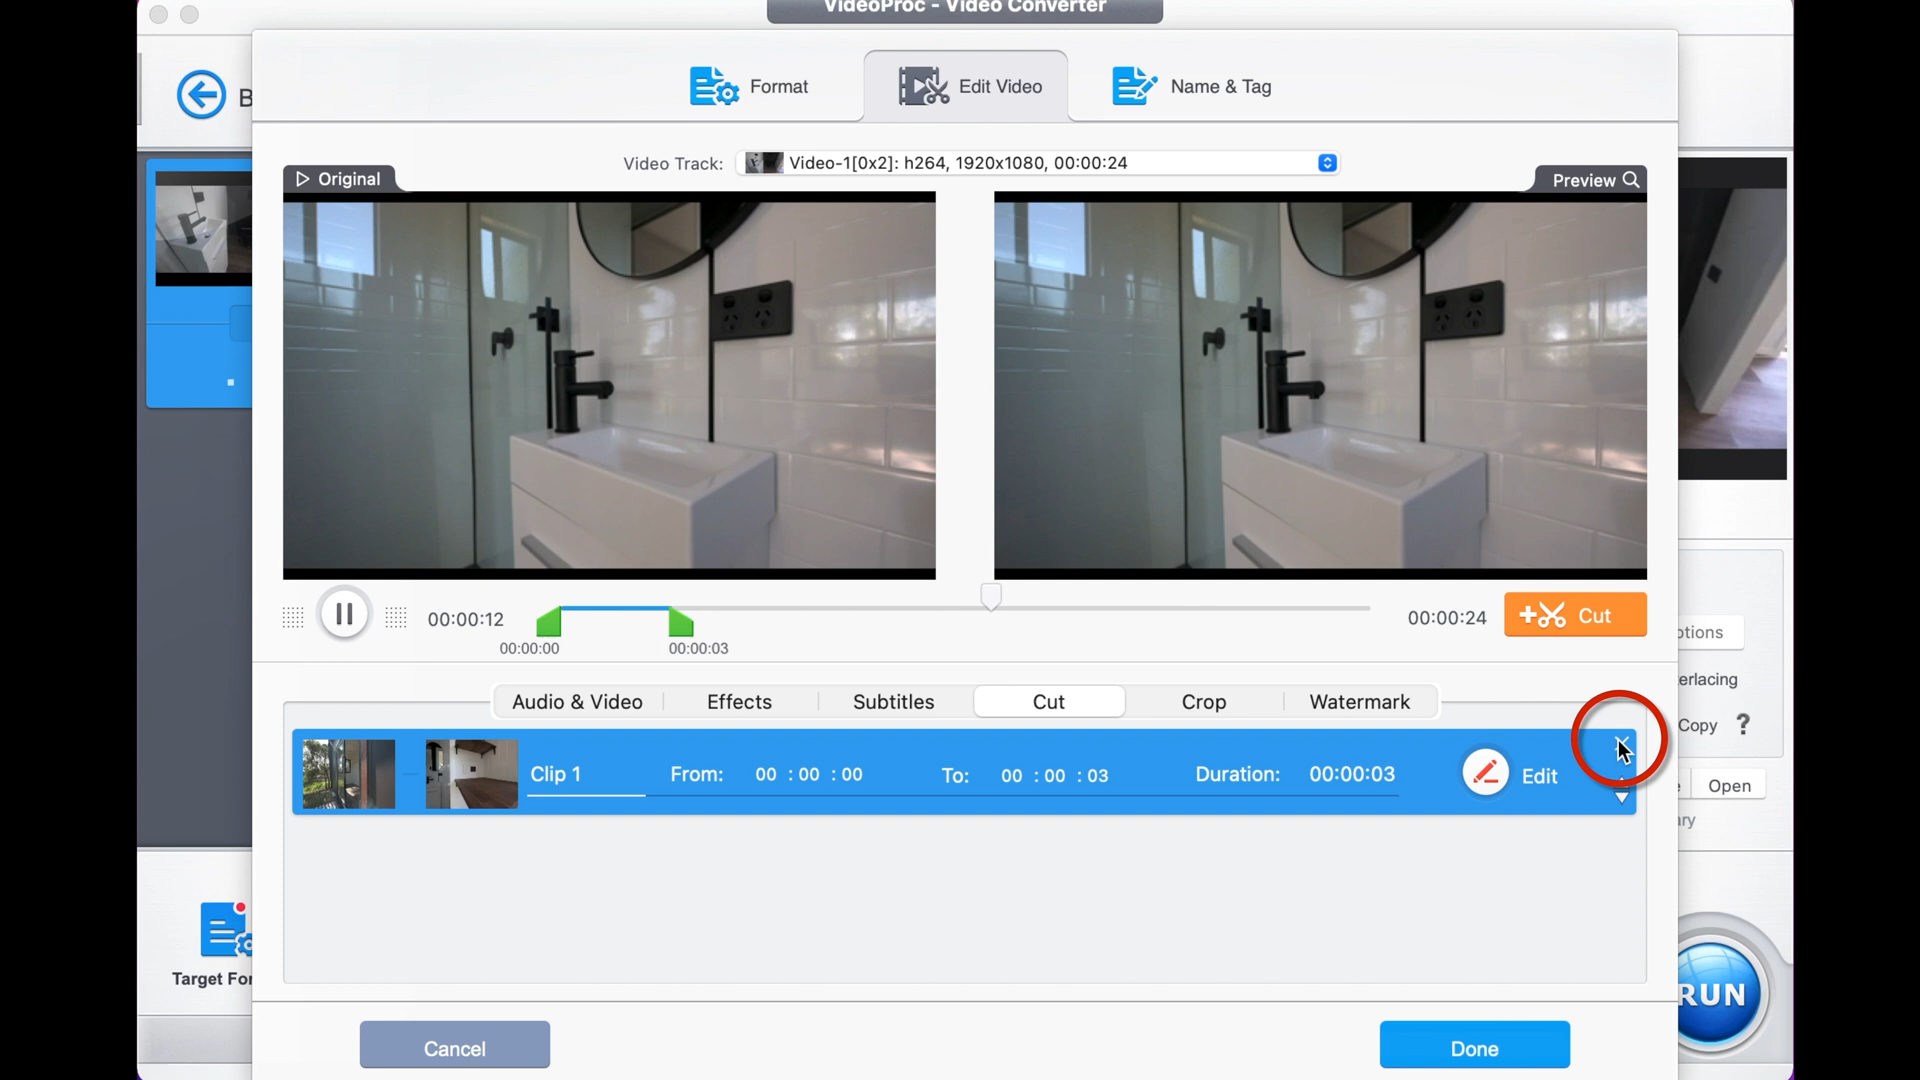 VideoProc - Video Converter
Format
Edit Video
Name & Tag
B
Video Track:
Video-1[0x2]: h264, 1920x1080, 00:00:24
Original
Preview
00:00:12
00:00:00
00:00:03
00:00:24
Cut
otions
erlacing
Copy ?
Open
ary
Audio & Video
Effects
Subtitles
Cut
Crop
Watermark
Clip 1
From: 00 : 00 : 00
To: 00 : 00 : 03
Duration: 00:00:03
Edit
Target For
RUN
Cancel
Done